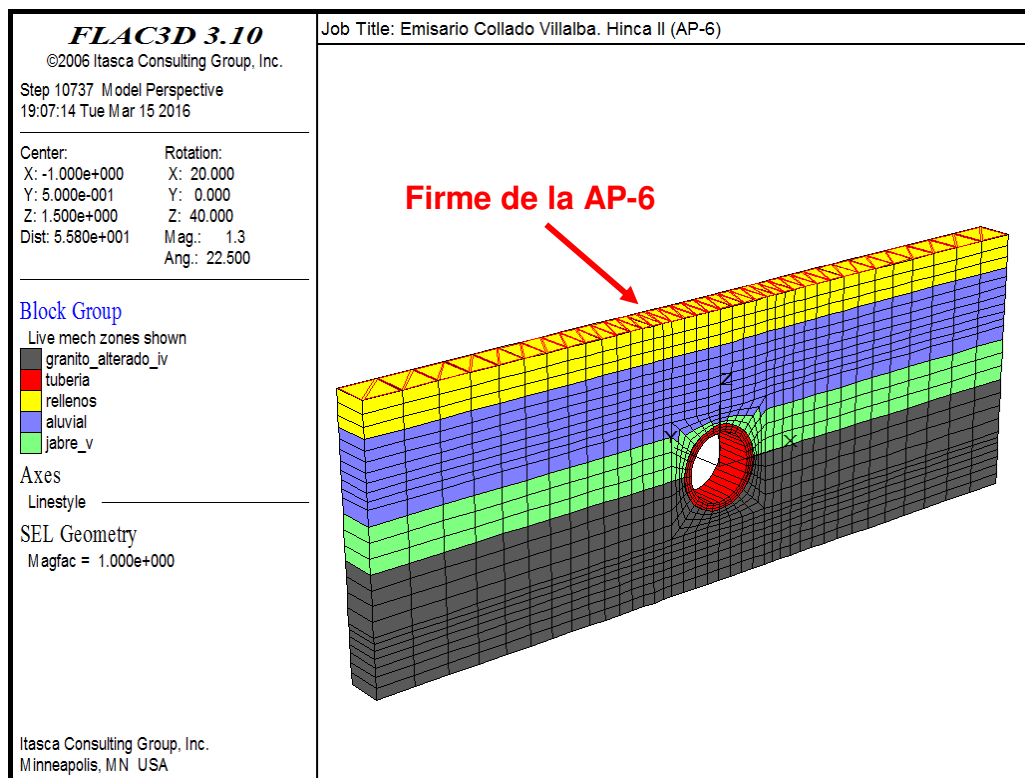 FLAC3D 3.10
©2006 Itasca Consulting Group, Inc.
Step 10737 Model Perspective
19:07:14 Tue Mar 15 2016
Center:
X: -1.000e+000
Y: 5.000e-001
Z: 1.500e+000
Dist: 5.580e+001
Rotation:
X: 20.000
Y: 0.000
Z: 40.000
Mag.: 1.3
Ang.: 22.500
Block Group
Live mech zones shown
granito_alterado_iv
tuberia
rellenos
aluvial
jabre_v
Axes
Linestyle
SEL Geometry
Magfac = 1.000e+000
Itasca Consulting Group, Inc.
Minneapolis, MN USA
Job Title: Emisario Collado Villalba. Hinca II (AP-6)
Firme de la AP-6
Z
Y
X